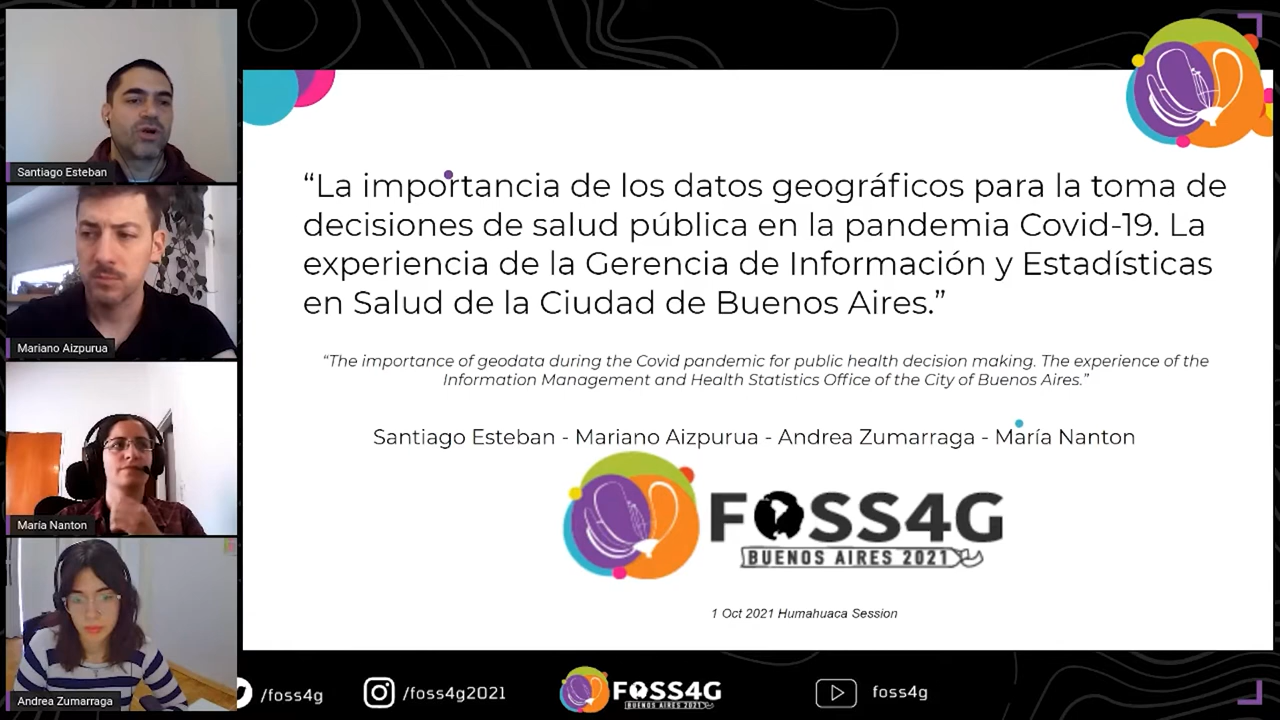 Santiago Esteban
Mariano Aizpurua
María Nanton
Andrea Zumarraga
“La importancia de los datos geográficos para la toma de
decisiones de salud pública en la pandemia Covid-19. La
experiencia de la Gerencia de Información y Estadísticas
en Salud de la Ciudad de Buenos Aires.”
“The importance of geodata during the Covid pandemic for public health decision making. The experience of the
Information Management and Health Statistics Office of the City of Buenos Aires.”
Santiago Esteban - Mariano Aizpurua - Andrea Zumarraga - María Nanton
FOSS4G
BUENOS AIRES 2021
1 Oct 2021 Humahuaca Session
/foss4g
/foss4g2021
FOSS4G
BUENOS AIRES 2021
foss4g